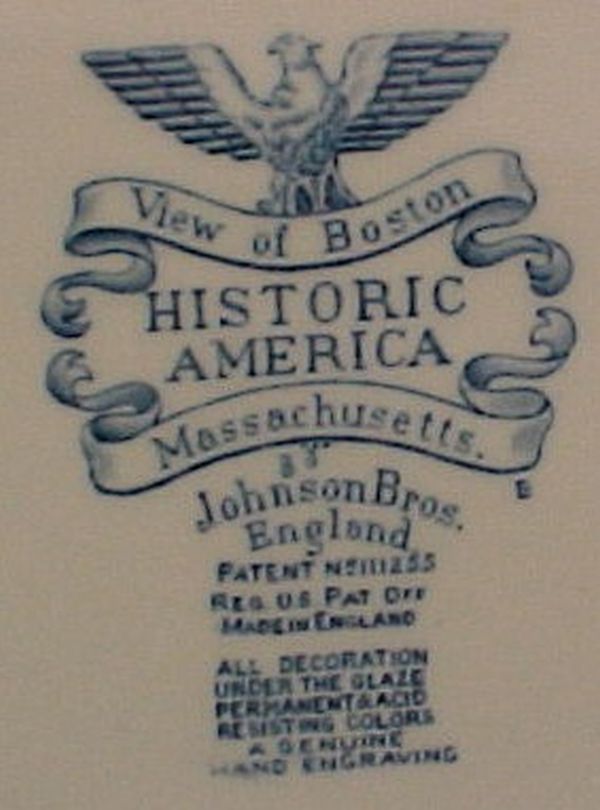 View of Boston
HISTORIC
AMERICA
Massachusetts.
BY
Johnson Bros.
England
E
PATENT Nº 111255
REG U S PAT OFF
MADE IN ENGLAND
ALL DECORATION
UNDER THE GLAZE
PERMANENT & ACID
RESISTING COLORS
A GENUINE
HAND ENGRAVING